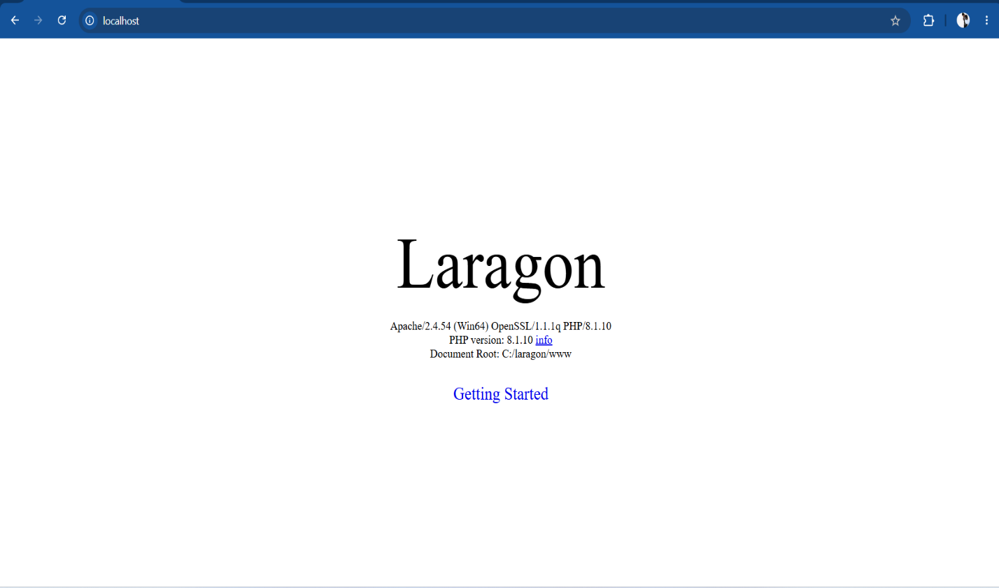 localhost
Laragon
Apache/2.4.54 (Win64) OpenSSL/1.1.1q PHP/8.1.10
PHP version: 8.1.10 info
Document Root: C:/laragon/www
Getting Started